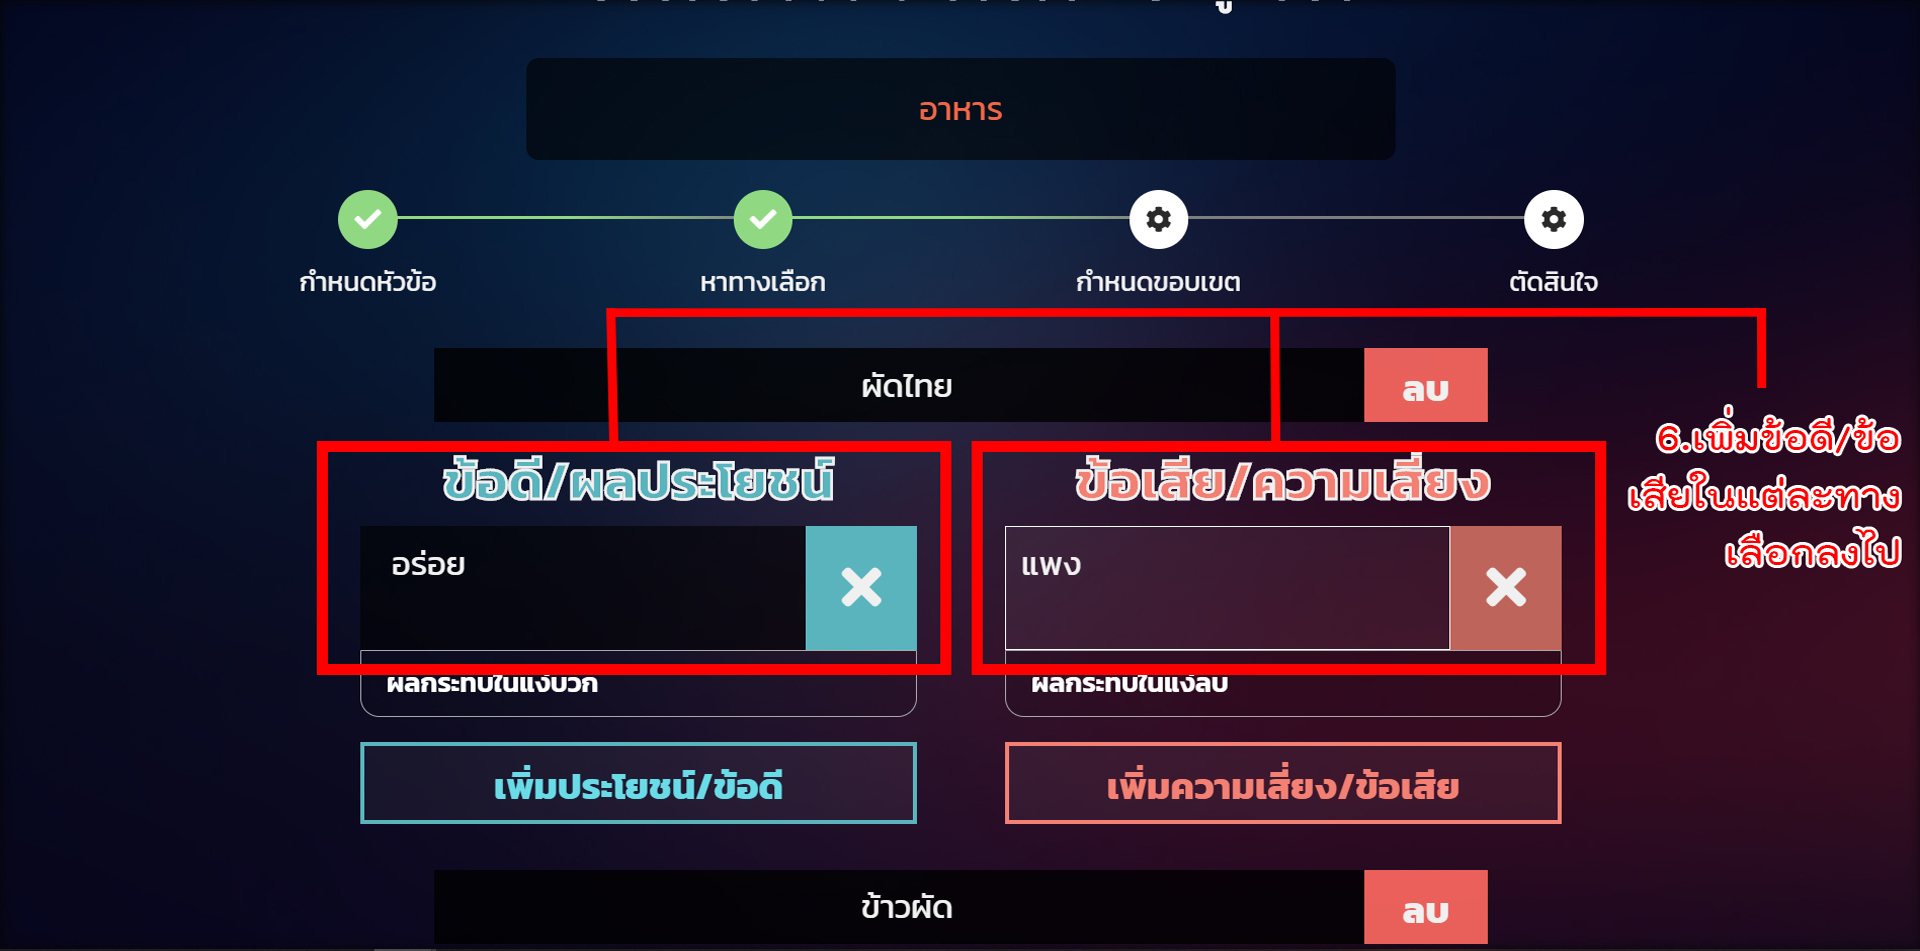 อาหาร
กำหนดหัวข้อ
หาทางเลือก
กำหนดขอบเขต
ตัดสินใจ
ผัดไทย
ลบ
6.เพิ่มข้อดี/ข้อ
เสียในแต่ละทาง
เลือกลงไป
ข้อดี/ผลประโยชน์
ข้อเสีย/ความเสี่ยง
อร่อย
แพง
ผลกระทบในแง่บวก
ผลกระทบในแง่ลบ
เพิ่มประโยชน์/ข้อดี
เพิ่มความเสี่ยง/ข้อเสีย
ข้าวผัด
ลบ